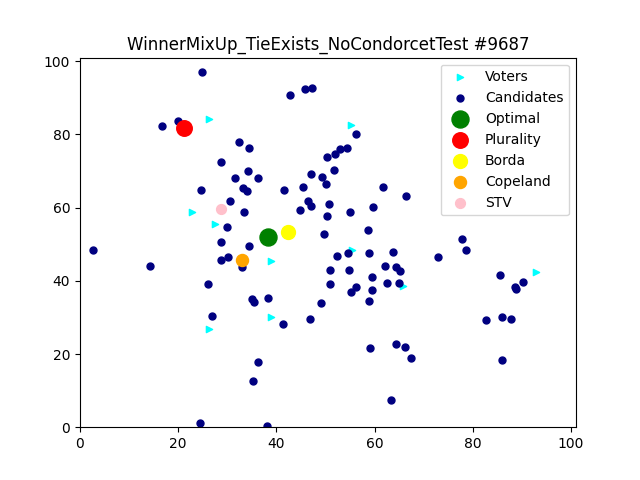 WinnerMixUp_TieExists_NoCondorcetTest #9687
100
80
60
40
20
0
0 20 40 60 80 100
Voters
Candidates
Optimal
Plurality
Borda
Copeland
STV